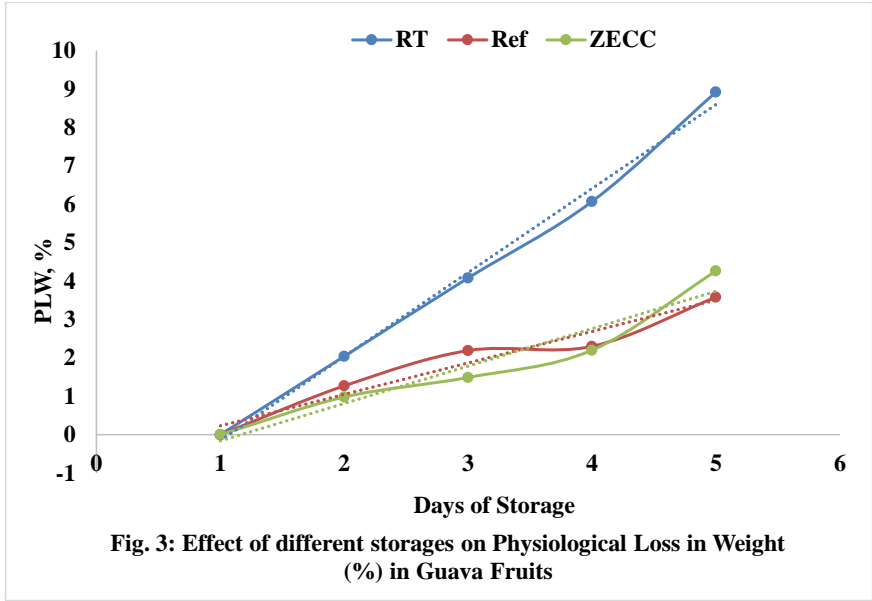 RT Ref ZECC
10
9
8
7
6
5
4
3
2
1
0
-1
PLW, %
0 1 2 3 4 5 6
Days of Storage
Fig. 3: Effect of different storages on Physiological Loss in Weight
(%) in Guava Fruits